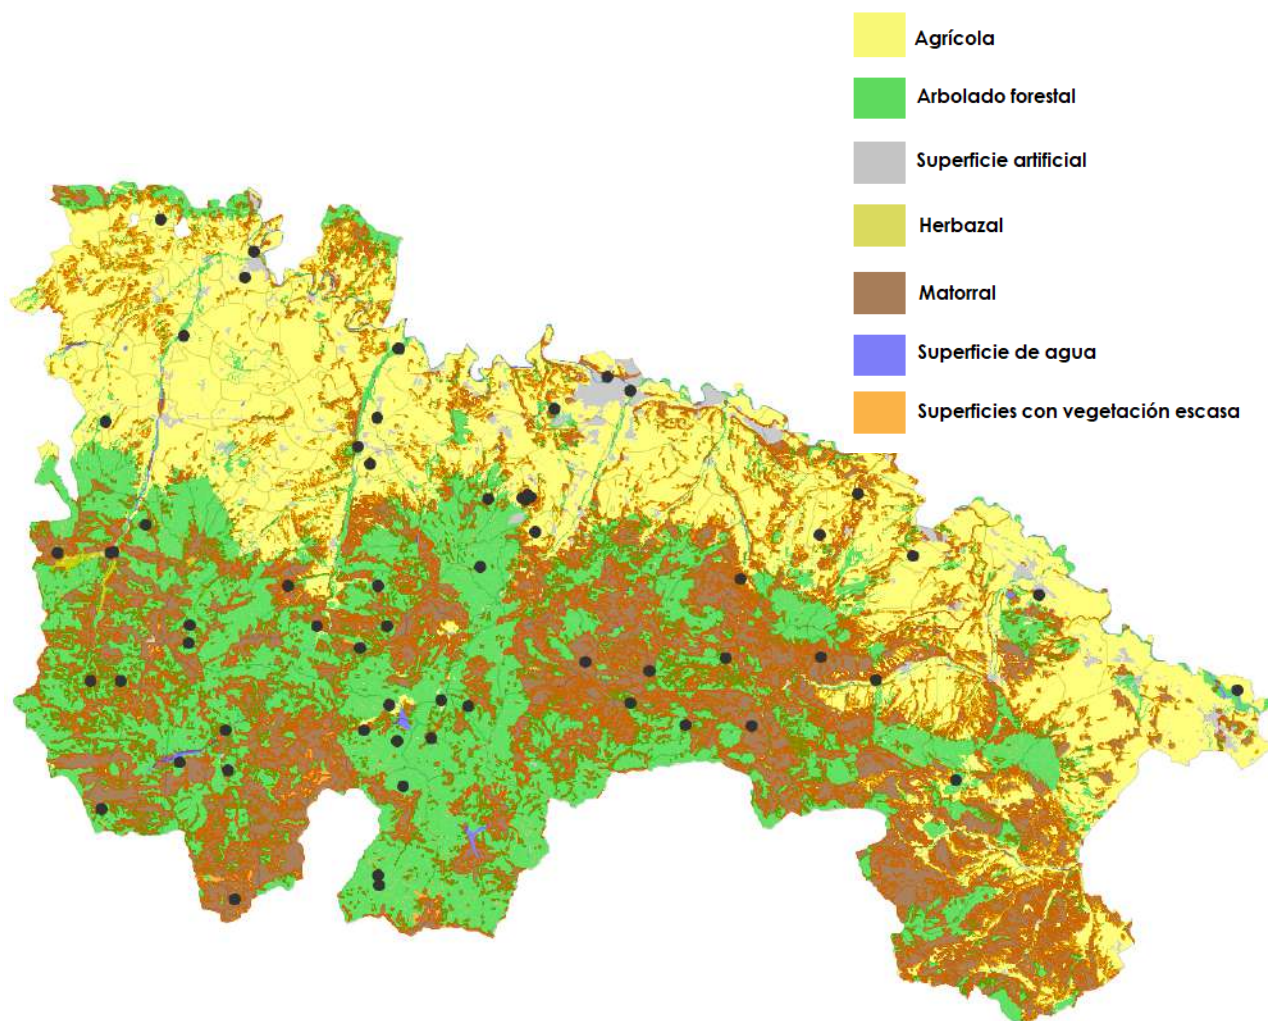 Agrícola
Arbolado forestal
Superficie artificial
Herbazal
Matorral
Superficie de agua
Superficies con vegetación escasa